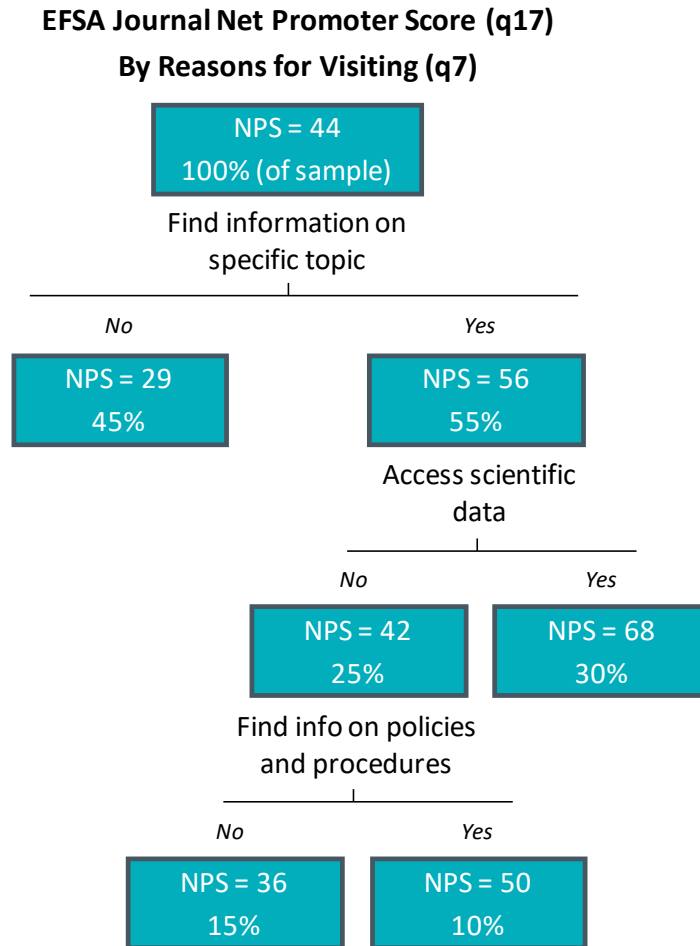 EFSA Journal Net Promoter Score (q17)
By Reasons for Visiting (q7)
NPS = 44
100% (of sample)
Find information on
specific topic
No
Yes
NPS = 29
45%
NPS = 56
55%
Access scientific
data
No
Yes
NPS = 42
25%
NPS = 68
30%
Find info on policies
and procedures
No
Yes
NPS = 36
15%
NPS = 50
10%